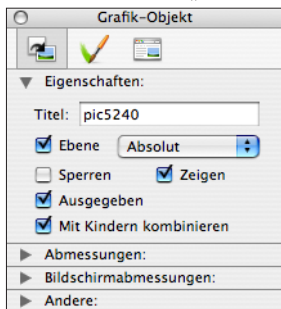 Grafik-Objekt
Eigenschaften:
Titel: pic5240
Ebene Absolut
Sperren Zeigen
Ausgegeben
Mit Kindern kombinieren
Abmessungen:
Bildschirmabmessungen:
Andere: